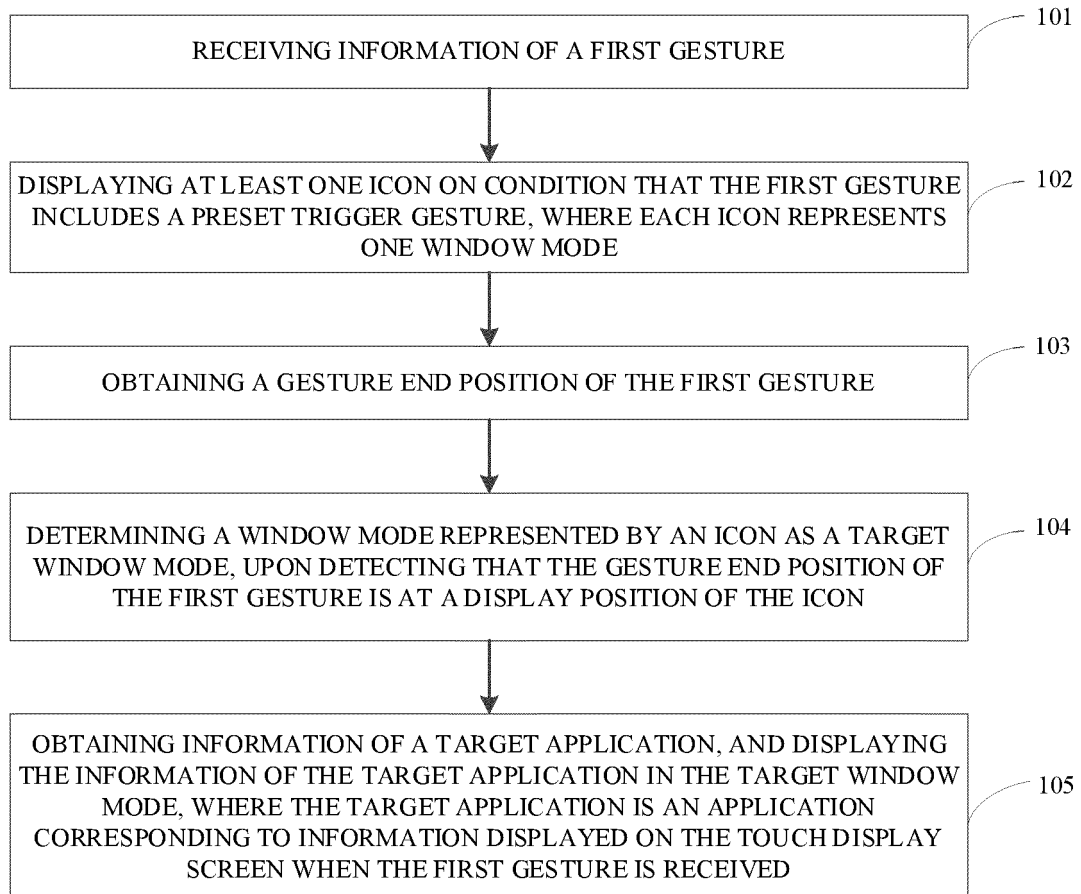 RECEIVING INFORMATION OF A FIRST GESTURE
101
DISPLAYING AT LEAST ONE ICON ON CONDITION THAT THE FIRST GESTURE
INCLUDES A PRESET TRIGGER GESTURE, WHERE EACH ICON REPRESENTS
ONE WINDOW MODE
102
OBTAINING A GESTURE END POSITION OF THE FIRST GESTURE
103
DETERMINING A WINDOW MODE REPRESENTED BY AN ICON AS A TARGET
WINDOW MODE, UPON DETECTING THAT THE GESTURE END POSITION OF
THE FIRST GESTURE IS AT A DISPLAY POSITION OF THE ICON
104
OBTAINING INFORMATION OF A TARGET APPLICATION, AND DISPLAYING
THE INFORMATION OF THE TARGET APPLICATION IN THE TARGET WINDOW
MODE, WHERE THE TARGET APPLICATION IS AN APPLICATION
CORRESPONDING TO INFORMATION DISPLAYED ON THE TOUCH DISPLAY
SCREEN WHEN THE FIRST GESTURE IS RECEIVED
105